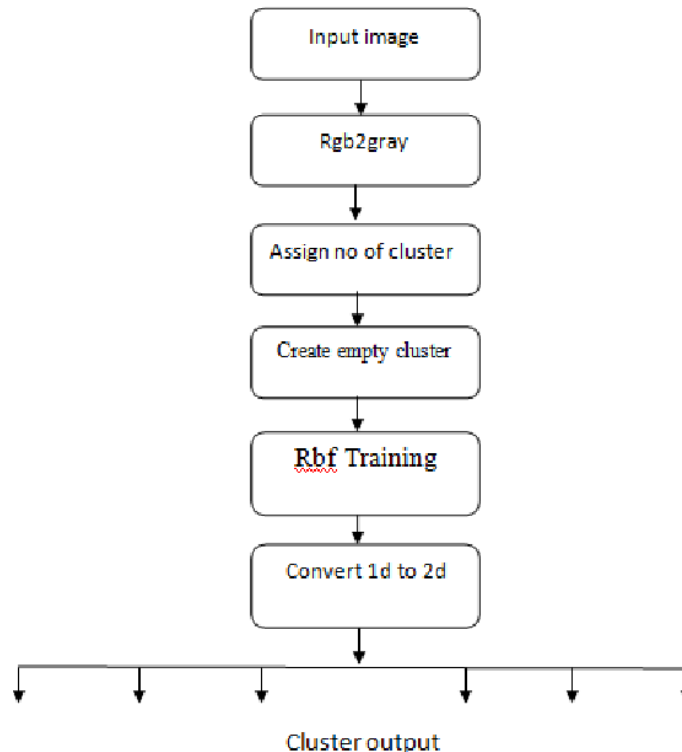 Input image
Rgb2gray
Assign no of cluster
Create empty cluster
Rbf Training
Convert 1d to 2d
Cluster output